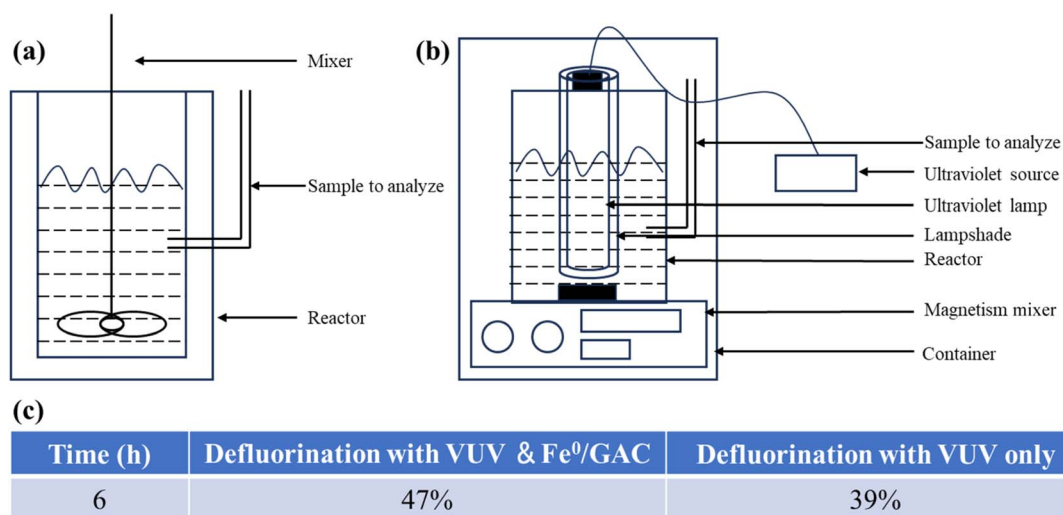 (a)
Mixer
Sample to analyze
Reactor
(b)
Sample to analyze
Ultraviolet source
Ultraviolet lamp
Lampshade
Reactor
Magnetism mixer
Container
(c)
Time (h) Defluorination with VUV & Fe⁰/GAC Defluorination with VUV only
6 47% 39%